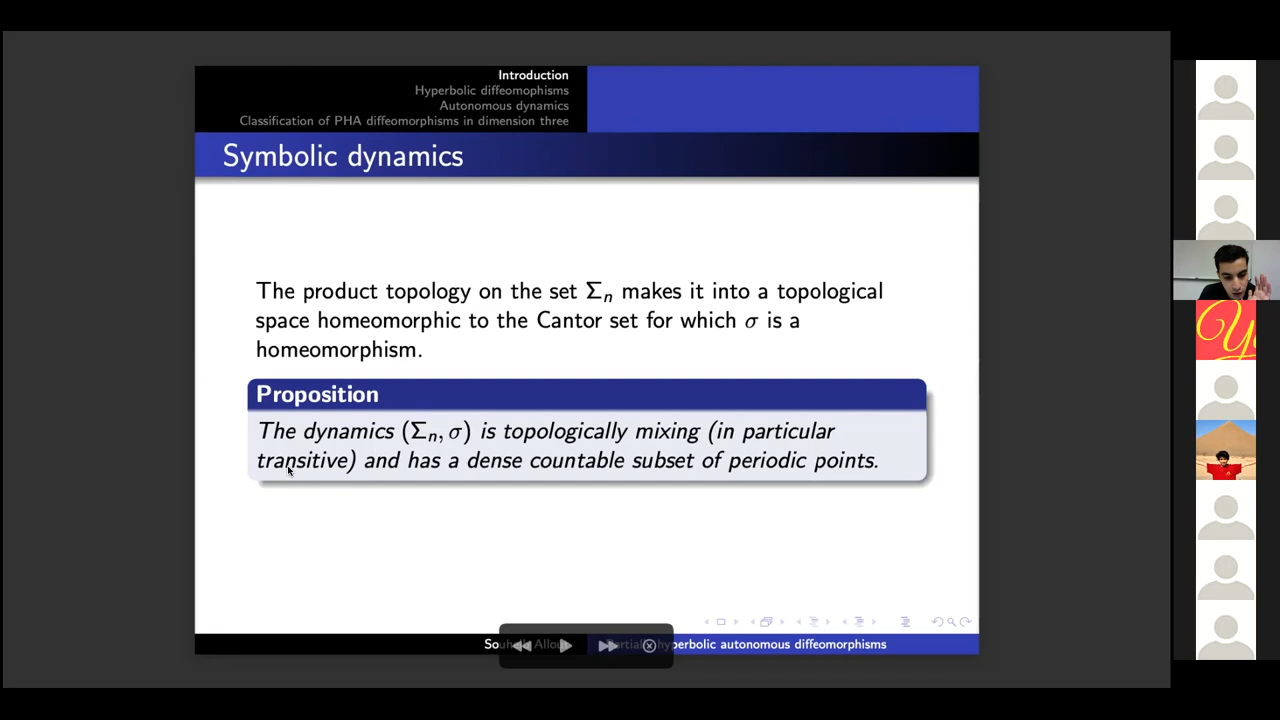 Introduction
Hyperbolic diffeomophisms
Autonomous dynamics
Classification of PHA diffeomorphisms in dimension three
Symbolic dynamics
The product topology on the set Σₙ makes it into a topological
space homeomorphic to the Cantor set for which σ is a
homeomorphism.
Proposition
The dynamics (Σₙ, σ) is topologically mixing (in particular
transitive) and has a dense countable subset of periodic points.
hyperbolic autonomous diffeomorphisms